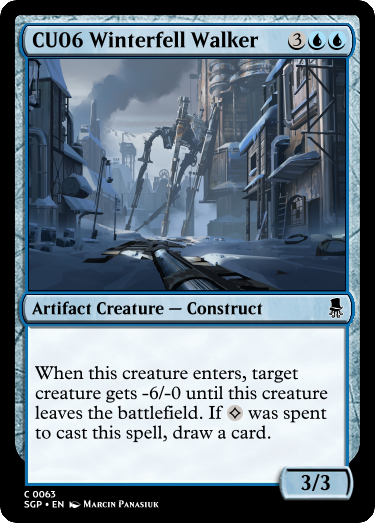 CU06 Winterfell Walker 3
Artifact Creature — Construct
When this creature enters, target
creature gets -6/-0 until this creature
leaves the battlefield. If was spent
to cast this spell, draw a card.
3/3
C 0063
SGP • EN Marcin Panasiuk